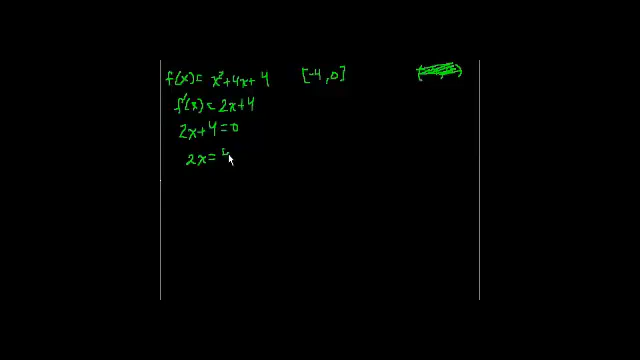 f(x) = x² + 4x + 4 [-4, 0]
f'(x) = 2x + 4
2x + 4 = 0
2x =